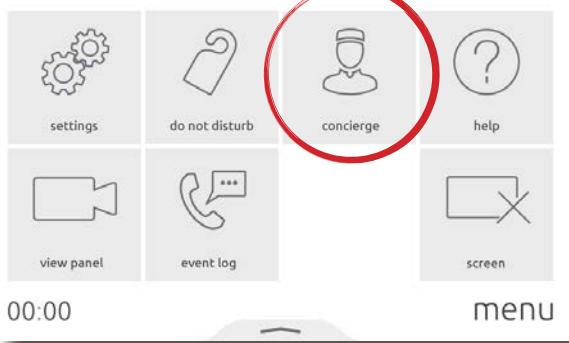 settings
do not disturb
concierge
help
view panel
event log
screen
00:00
menu